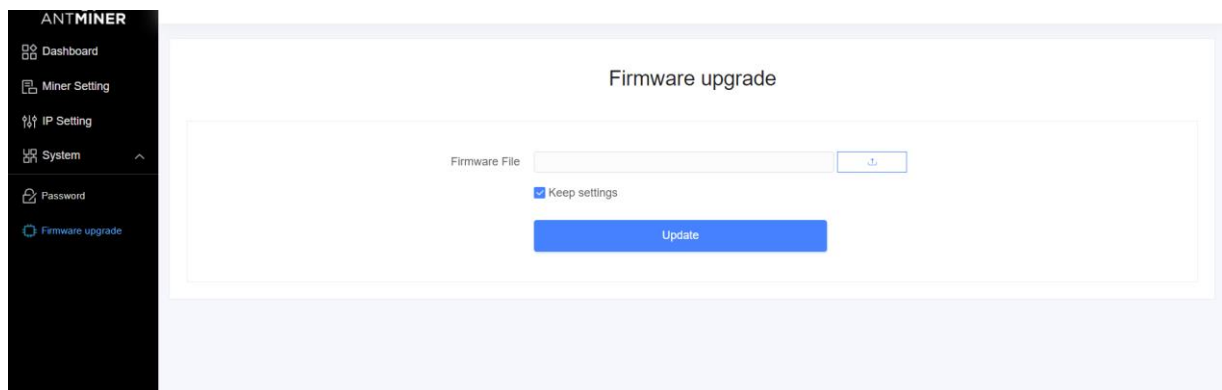 ANTMINER
Dashboard
Miner Setting
IP Setting
System
Password
Firmware upgrade
Firmware upgrade
Firmware File
Keep settings
Update